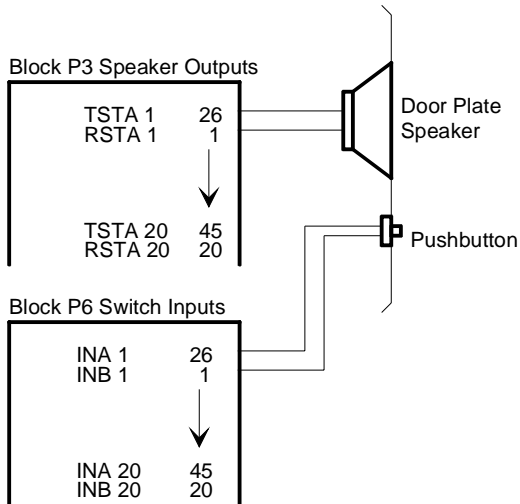 Block P3 Speaker Outputs
TSTA 1 26
RSTA 1 1
TSTA 20 45
RSTA 20 20
Door Plate
Speaker
Pushbutton
Block P6 Switch Inputs
INA 1 26
INB 1 1
INA 20 45
INB 20 20